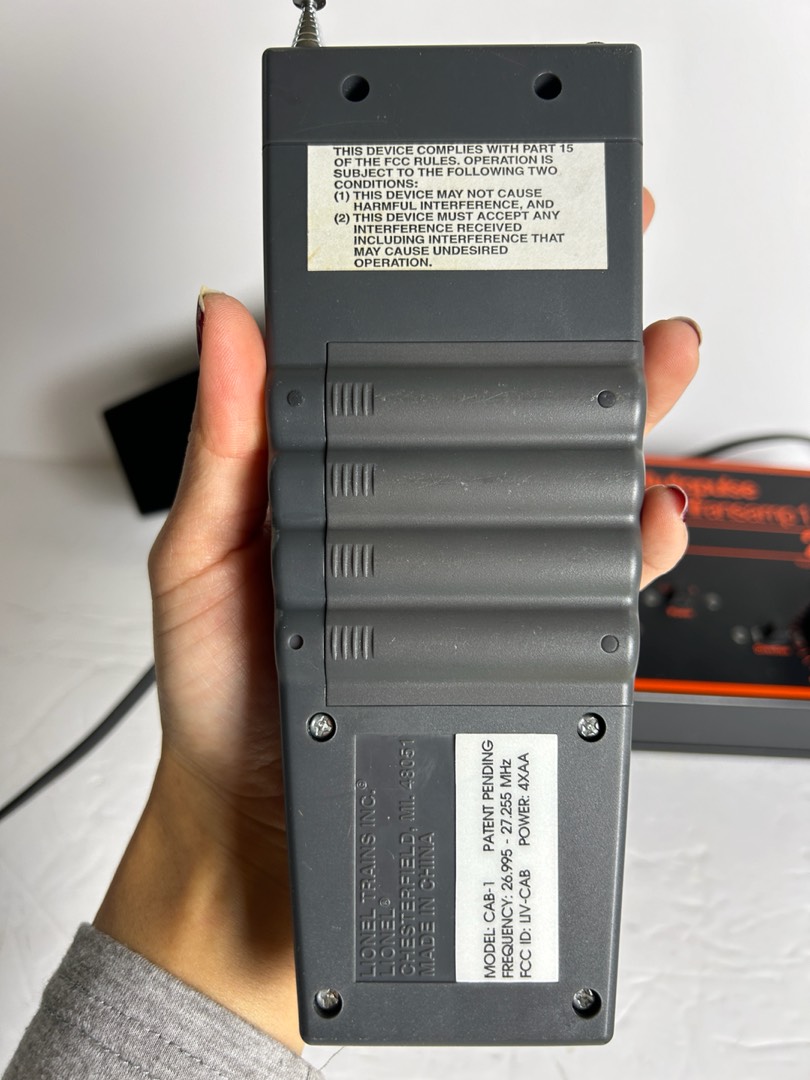 THIS DEVICE COMPLIES WITH PART 15
OF THE FCC RULES. OPERATION IS
SUBJECT TO THE FOLLOWING TWO
CONDITIONS:
(1) THIS DEVICE MAY NOT CAUSE
HARMFUL INTERFERENCE, AND
(2) THIS DEVICE MUST ACCEPT ANY
INTERFERENCE RECEIVED
INCLUDING INTERFERENCE THAT
MAY CAUSE UNDESIRED
OPERATION.
LIONEL TRAINS INC.®
LIONEL®
CHESTERFIELD, MI. 48051
MADE IN CHINA
MODEL: CAB-1 PATENT PENDING
FREQUENCY: 26.995 - 27.255 MHz
FCC ID: LIV-CAB POWER: 4XAA